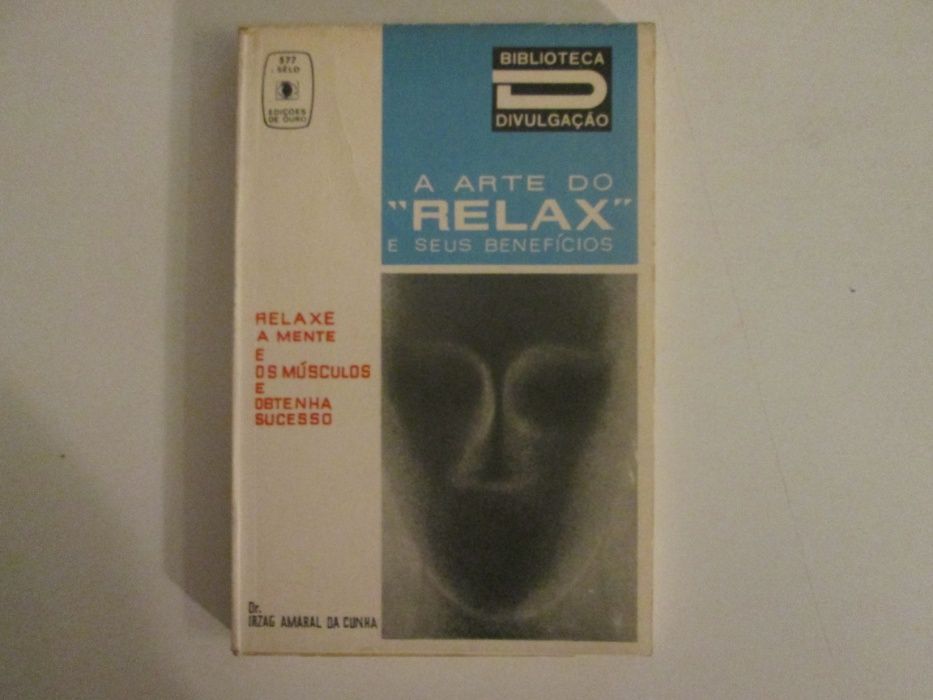 577
SÊLO
EDIÇÕES
DE OURO
BIBLIOTECA
D
DIVULGAÇÃO
A ARTE DO
"RELAX"
E SEUS BENEFÍCIOS
RELAXE
A MENTE
E
OS MÚSCULOS
E
OBTENHA
SUCESSO
Dr.
IRZAG AMARAL DA CUNHA